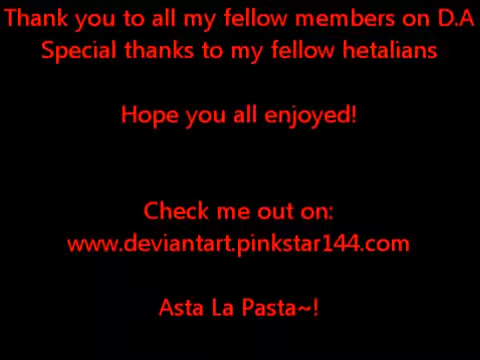 Thank you to all my fellow members on D.A
Special thanks to my fellow hetalians
Hope you all enjoyed!
Check me out on:
www.deviantart.pinkstar144.com
Asta La Pasta~!